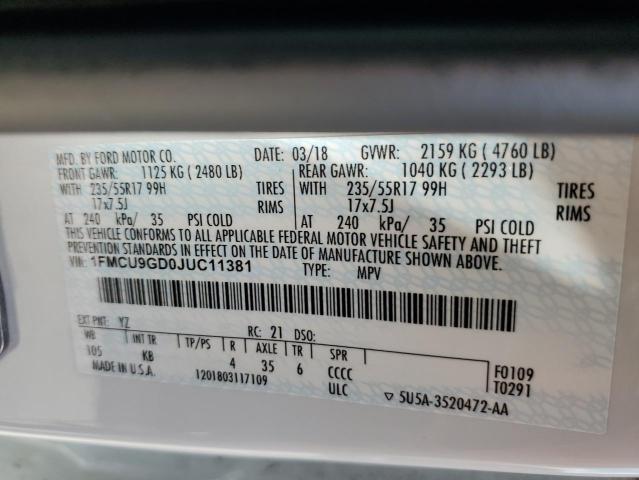 MFD. BY FORD MOTOR CO. DATE: 03/18 GVWR: 2159 KG ( 4760 LB)
FRONT GAWR: 1125 KG ( 2480 LB) REAR GAWR: 1040 KG ( 2293 LB)
WITH 235/55R17 99H TIRES WITH 235/55R17 99H TIRES
17x7.5J RIMS 17x7.5J RIMS
AT 240 kPa/ 35 PSI COLD AT 240 kPa/ 35 PSI COLD
THIS VEHICLE CONFORMS TO ALL APPLICABLE FEDERAL MOTOR VEHICLE SAFETY AND THEFT
PREVENTION STANDARDS IN EFFECT ON THE DATE OF MANUFACTURE SHOWN ABOVE.
VIN: 1FMCU9GD0JUC11381 TYPE: MPV
EXT PNT: YZ RC: 21 DSO:
WB INT TR TP/PS R AXLE TR SPR
105 KB 4 35 6 CCCC F0109
MADE IN U.S.A. 1201803117109 ULC T0291
▽ 5U5A-3520472-AA